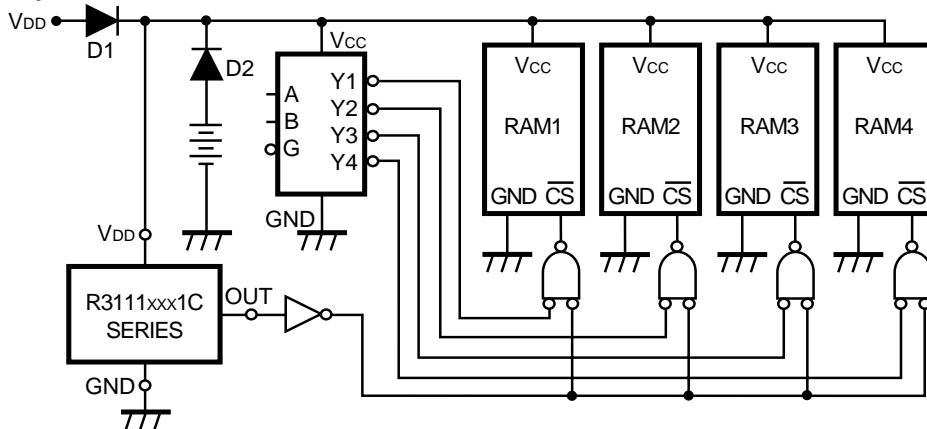 VDD
D1
D2
VCC
A
B
G
Y1
Y2
Y3
Y4
GND
VCC
RAM1
GND CS
VCC
RAM2
GND CS
VCC
RAM3
GND CS
VCC
RAM4
GND CS
VDD
R3111xxx1C
SERIES
OUT
GND